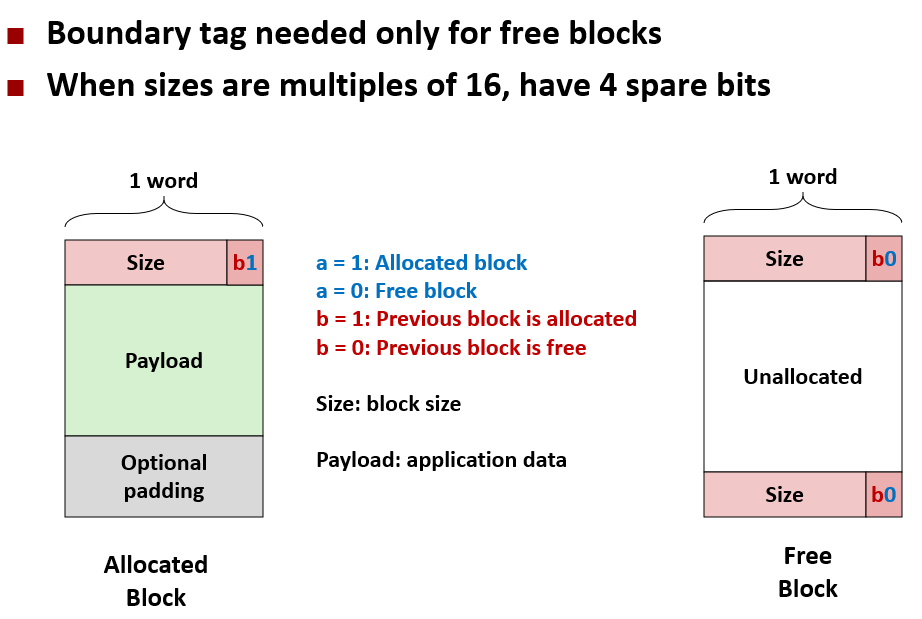 Boundary tag needed only for free blocks
When sizes are multiples of 16, have 4 spare bits
1 word
Size
b1
Payload
Optional
padding
Allocated
Block
a = 1: Allocated block
a = 0: Free block
b = 1: Previous block is allocated
b = 0: Previous block is free
Size: block size
Payload: application data
1 word
Size
b0
Unallocated
Size
b0
Free
Block